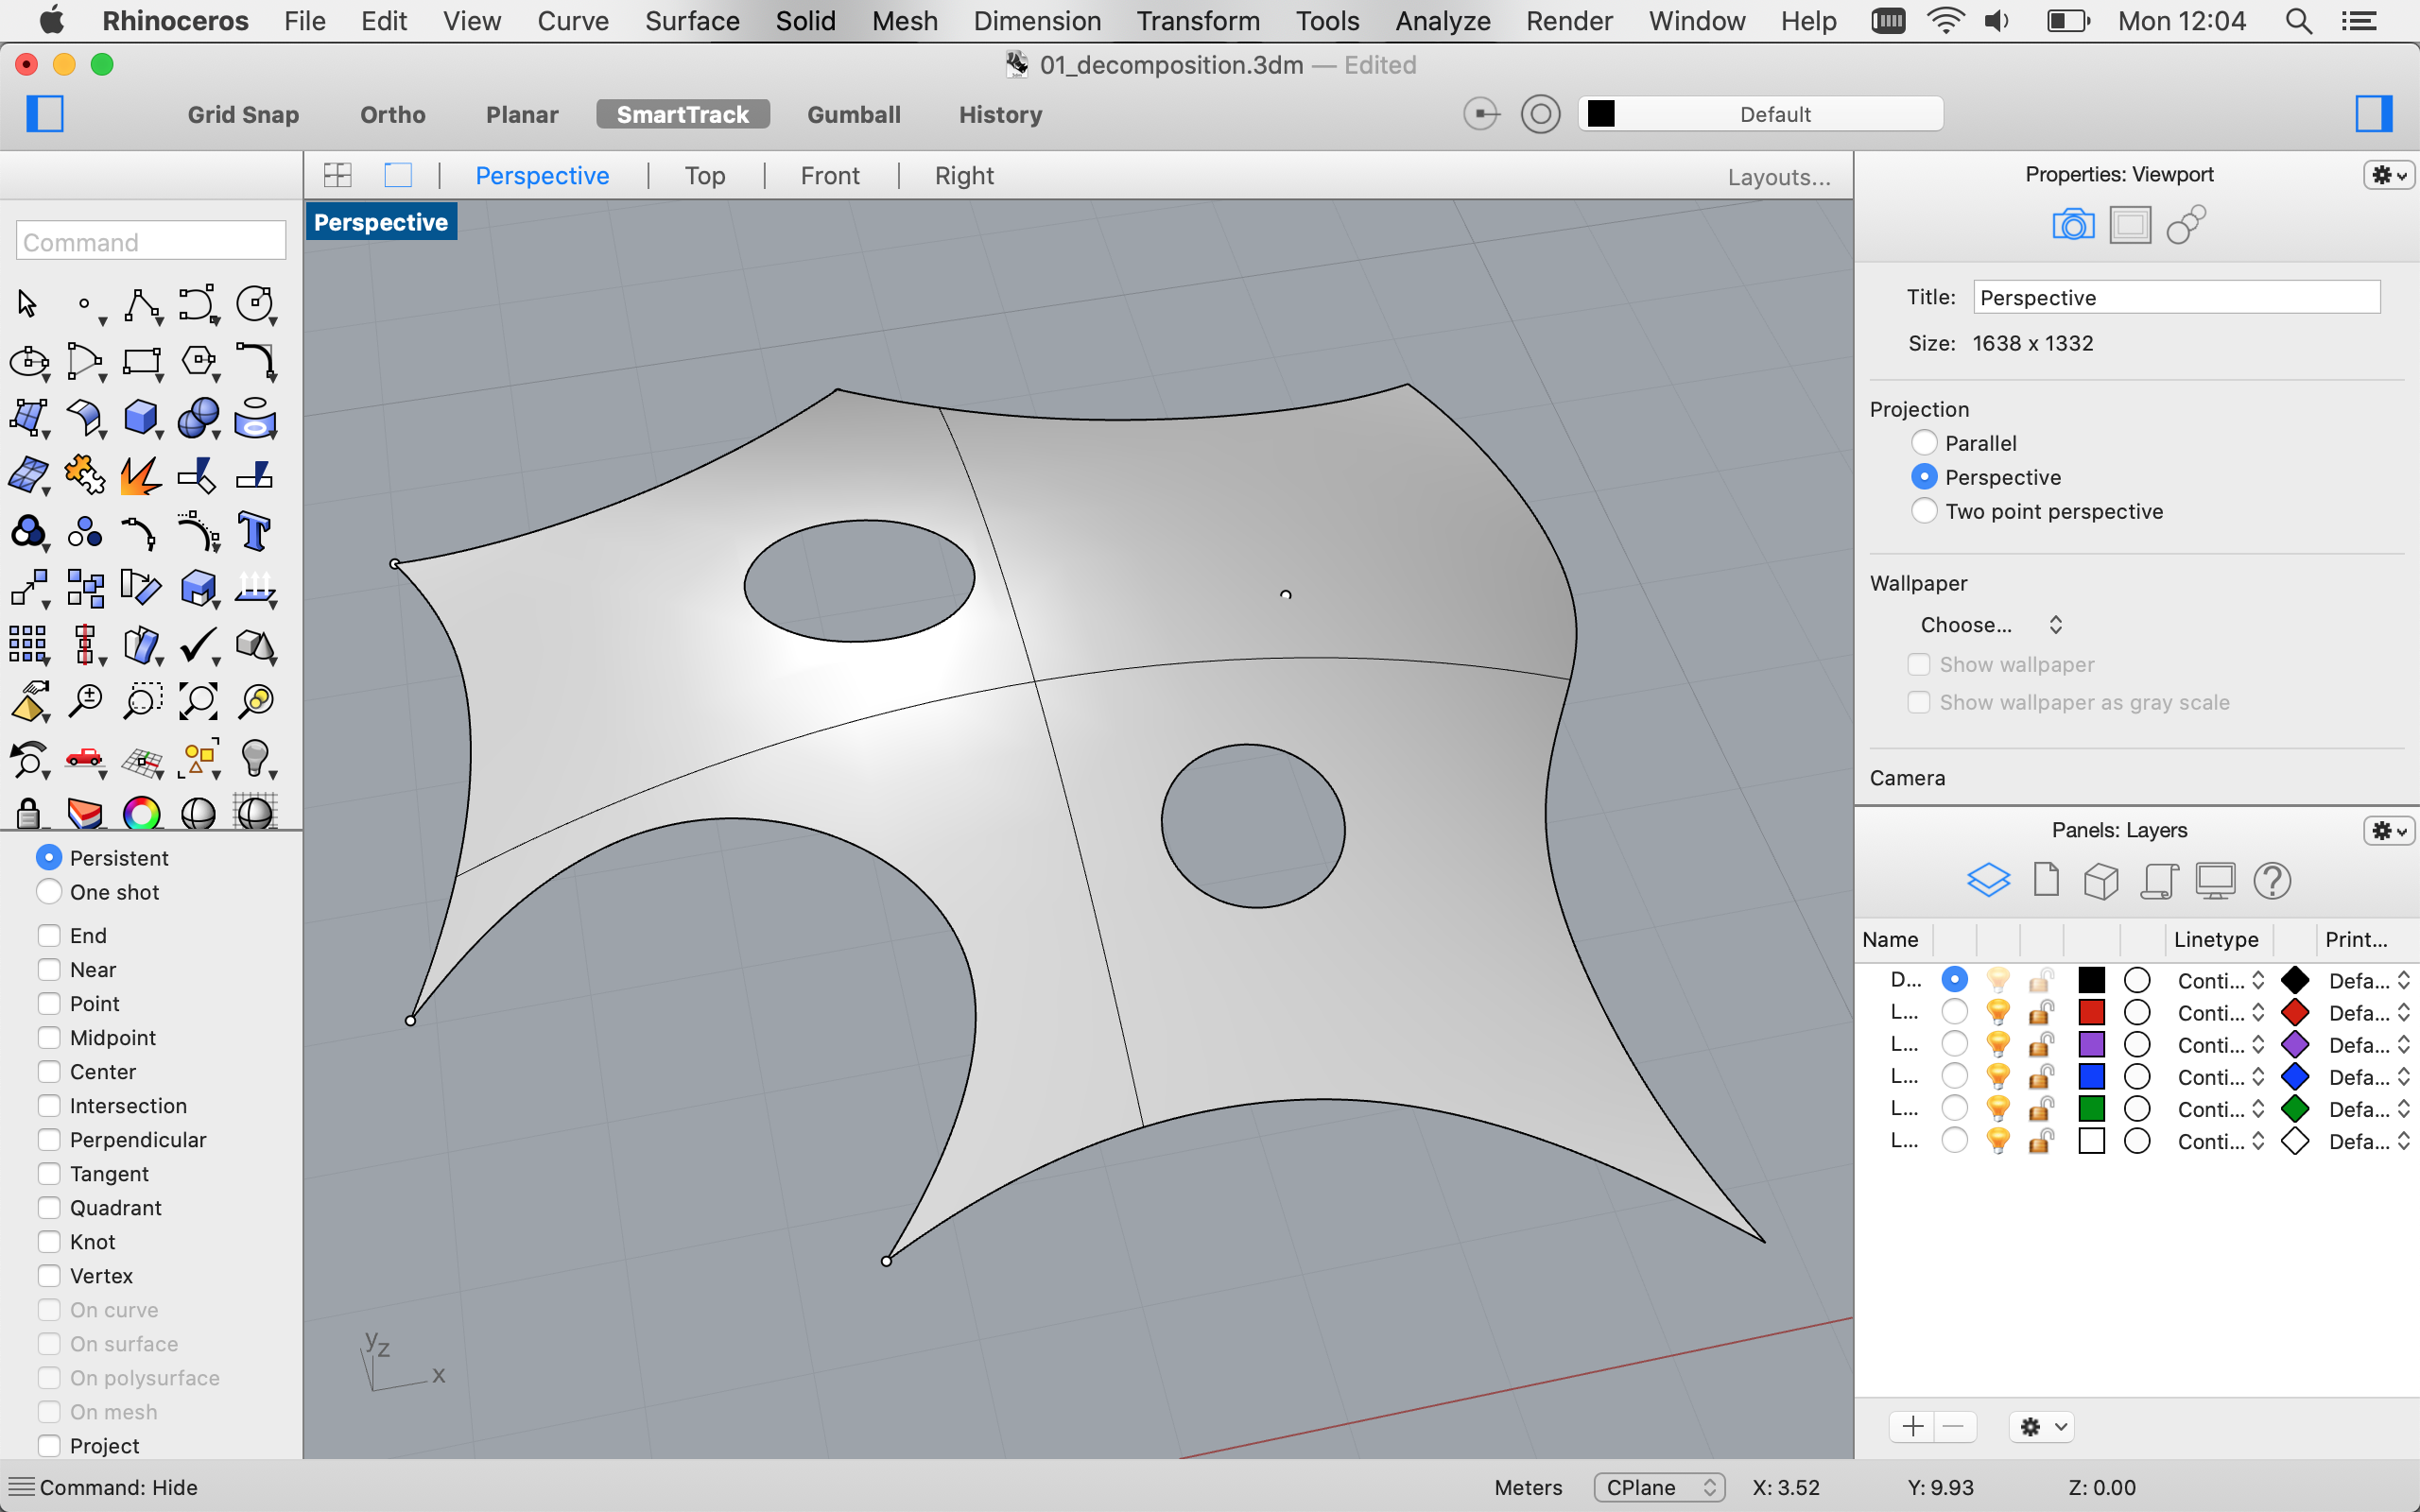 Rhinoceros File Edit View Curve Surface Solid Mesh Dimension Transform Tools Analyze Render Window Help Mon 12:04
01_decomposition.3dm — Edited
Grid Snap Ortho Planar SmartTrack Gumball History Default
Perspective Top Front Right Layouts...
Perspective
Command
Persistent
One shot
End
Near
Point
Midpoint
Center
Intersection
Perpendicular
Tangent
Quadrant
Knot
Vertex
On curve
On surface
On polysurface
On mesh
Project
y z x
Properties: Viewport
Title: Perspective
Size: 1638 x 1332
Projection
Parallel
Perspective
Two point perspective
Wallpaper
Choose...
Show wallpaper
Show wallpaper as gray scale
Camera
Panels: Layers
Name Linetype Print...
D... Conti... Defa...
L... Conti... Defa...
L... Conti... Defa...
L... Conti... Defa...
L... Conti... Defa...
L... Conti... Defa...
Command: Hide Meters CPlane X: 3.52 Y: 9.93 Z: 0.00